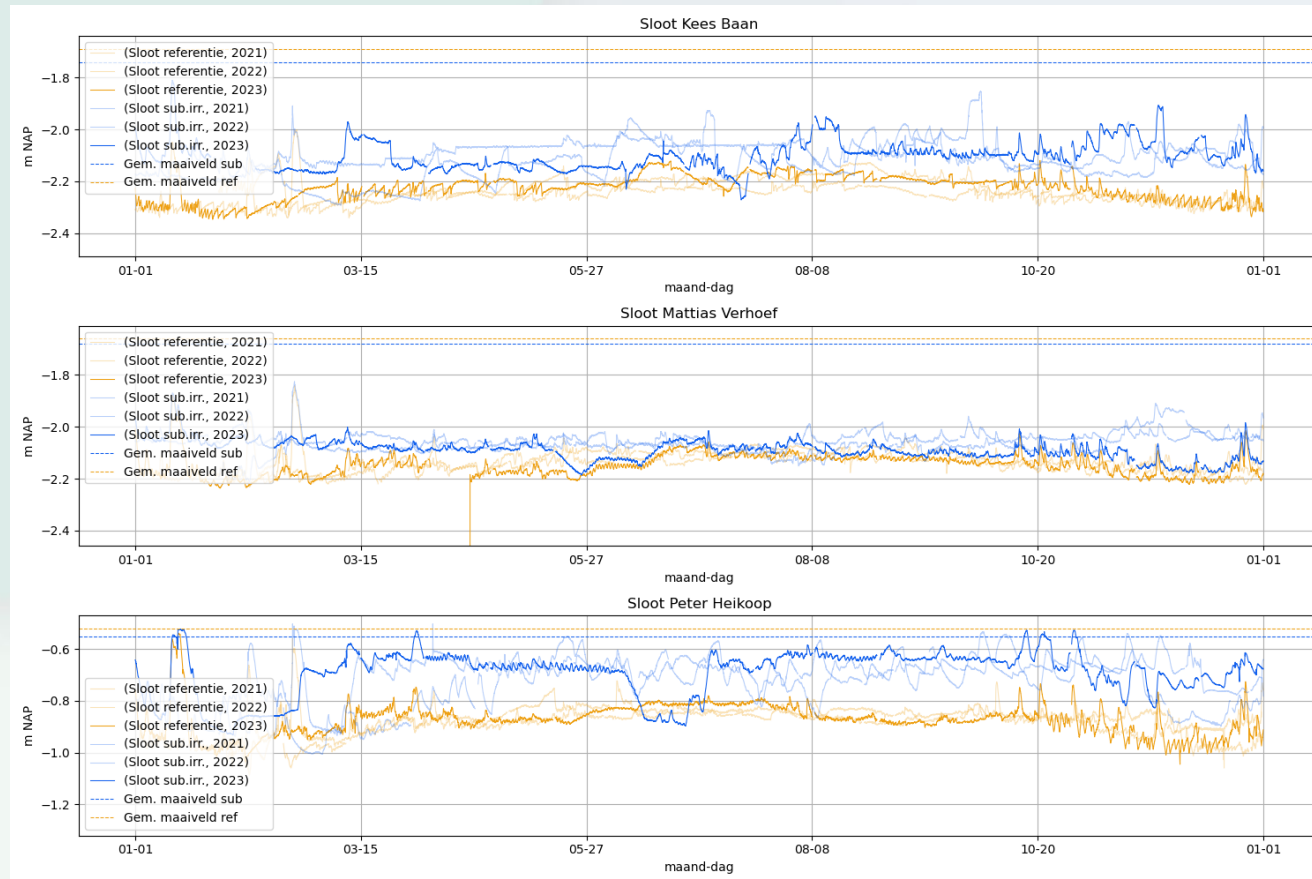 Sloot Kees Baan
(Sloot referentie, 2021)
(Sloot referentie, 2022)
(Sloot referentie, 2023)
(Sloot sub.irr., 2021)
(Sloot sub.irr., 2022)
(Sloot sub.irr., 2023)
Gem. maaiveld sub
Gem. maaiveld ref
m NAP
−1.8
−2.0
−2.2
−2.4
01-01 03-15 05-27 08-08 10-20 01-01
maand-dag
Sloot Mattias Verhoef
(Sloot referentie, 2021)
(Sloot referentie, 2022)
(Sloot referentie, 2023)
(Sloot sub.irr., 2021)
(Sloot sub.irr., 2022)
(Sloot sub.irr., 2023)
Gem. maaiveld sub
Gem. maaiveld ref
m NAP
−1.8
−2.0
−2.2
−2.4
01-01 03-15 05-27 08-08 10-20 01-01
maand-dag
Sloot Peter Heikoop
(Sloot referentie, 2021)
(Sloot referentie, 2022)
(Sloot referentie, 2023)
(Sloot sub.irr., 2021)
(Sloot sub.irr., 2022)
(Sloot sub.irr., 2023)
Gem. maaiveld sub
Gem. maaiveld ref
m NAP
−0.6
−0.8
−1.0
−1.2
01-01 03-15 05-27 08-08 10-20 01-01
maand-dag